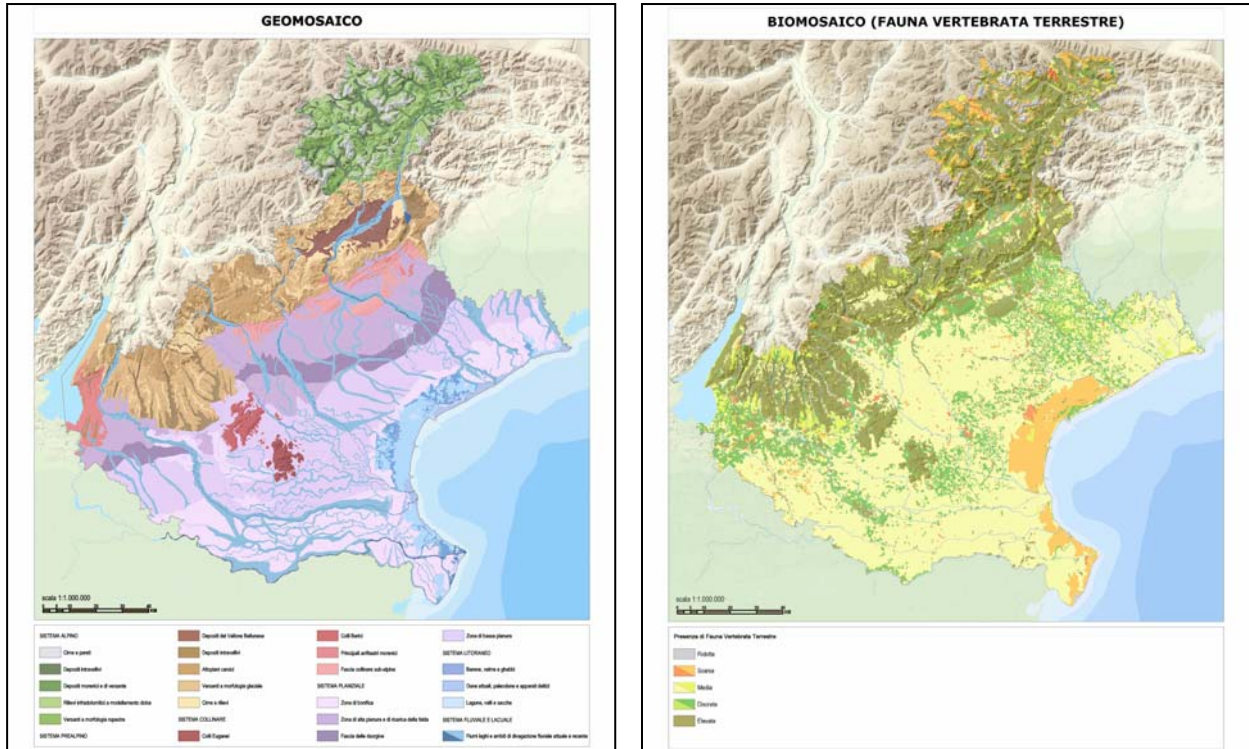 GEOMOSAICO
scala 1:1.000.000
SISTEMA ALPINO
Cime e pareti
Depositi intravallivi
Depositi morenici e di versante
Rilievi infradolomitici a modellamento dolce
Versanti a morfologia rupestre
SISTEMA PREALPINO
Depositi del Vallone Bellunese
Depositi intravallivi
Altopiani carsici
Versanti a morfologia glaciale
Cime e rilievi
SISTEMA COLLINARE
Colli Euganei
Colli Berici
Principali anfiteatri morenici
Fascia collinare sub-alpina
SISTEMA PLANIZIALE
Zona di bonifica
Zona di alta pianura e di ricarica della falda
Fascia delle risorgive
Zona di bassa pianura
SISTEMA LITORANEO
Barene, velme e ghebbi
Dune attuali, paleodune e apparati deltizi
Lagune, valli e sacche
SISTEMA FLUVIALE E LACUALE
Fiumi laghi e ambiti di divagazione fluviale attuale e recente
BIOMOSAICO (FAUNA VERTEBRATA TERRESTRE)
scala 1:1.000.000
Presenza di Fauna Vertebrata Terrestre
Ridotta
Scarsa
Media
Discreta
Elevata